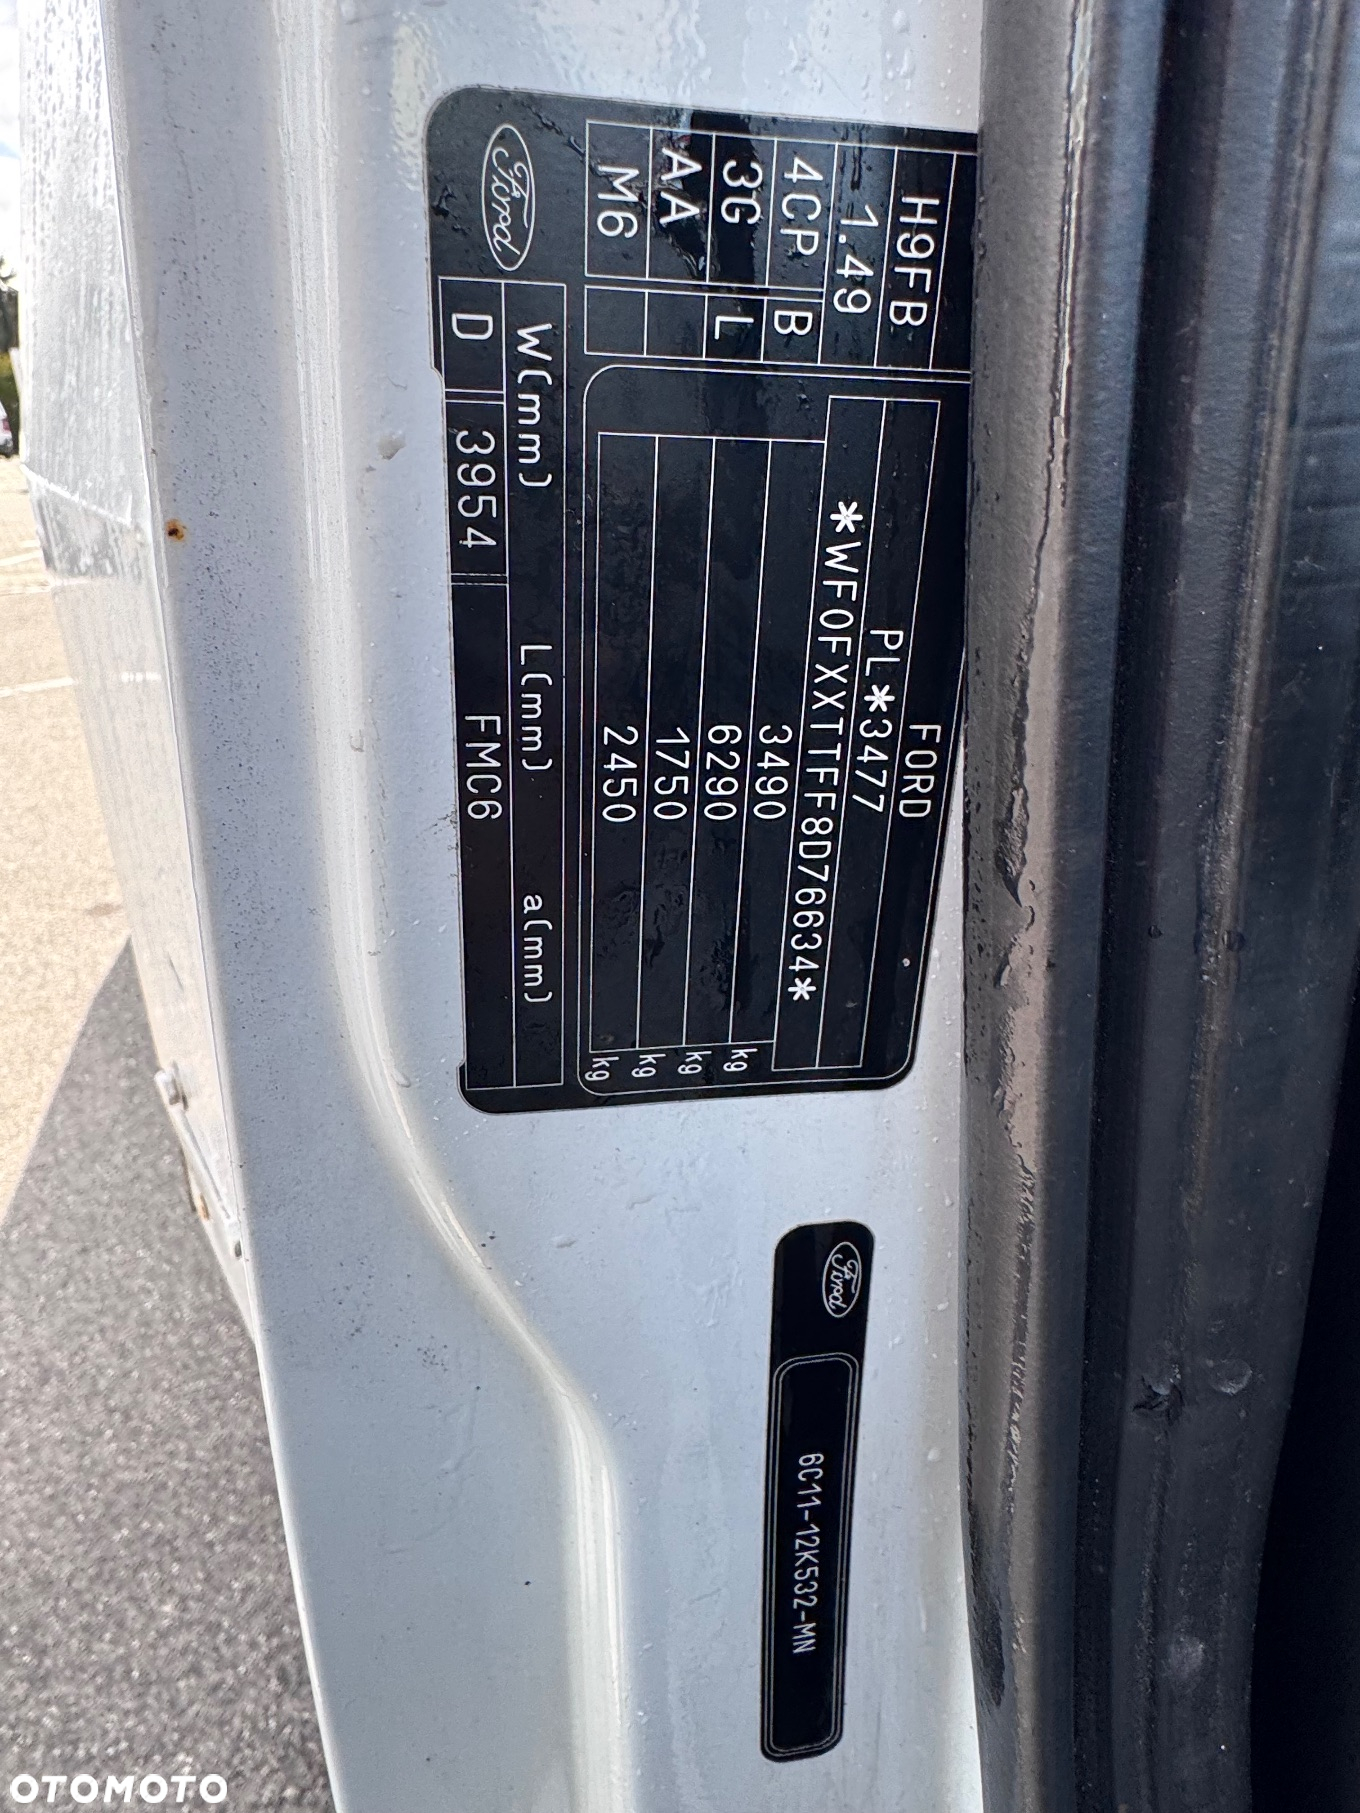 FORD
PL*3477
*WF0FXXTTFF8D76634*
3490 kg
6290 kg
1750 kg
2450 kg
H9FB
1.49
4CP B
3G L
AA
M6
W(mm) L(mm) a(mm)
D 3954 FMC6
Ford
Ford
6C11-12K532-MN
OTOMOTO